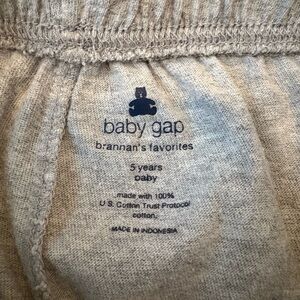 baby gap
brannan's favorites
5 years
baby
made with 100%
U.S. Cotton Trust Protocol
cotton.
MADE IN INDONESIA